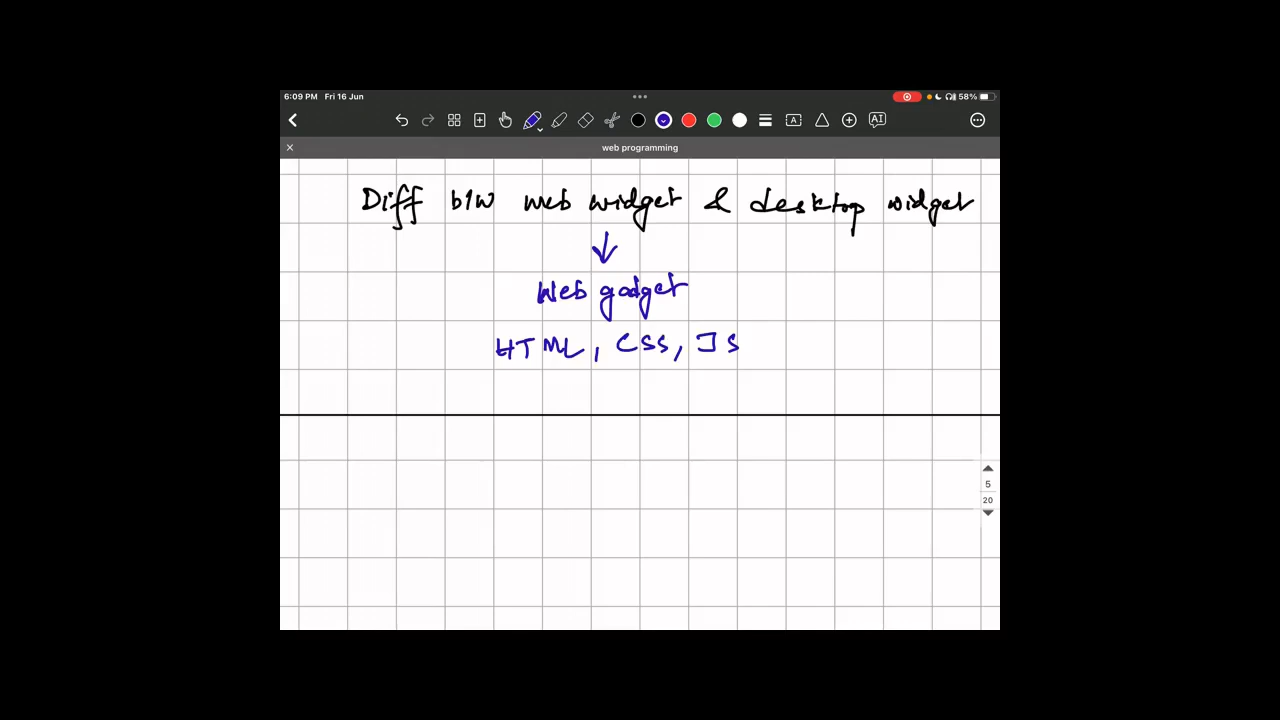 6:09 PM Fri 16 Jun
58%
A
AI
web programming
Diff b/w web widget & desktop widget
Web gadget
HTML, CSS, JS
5
20